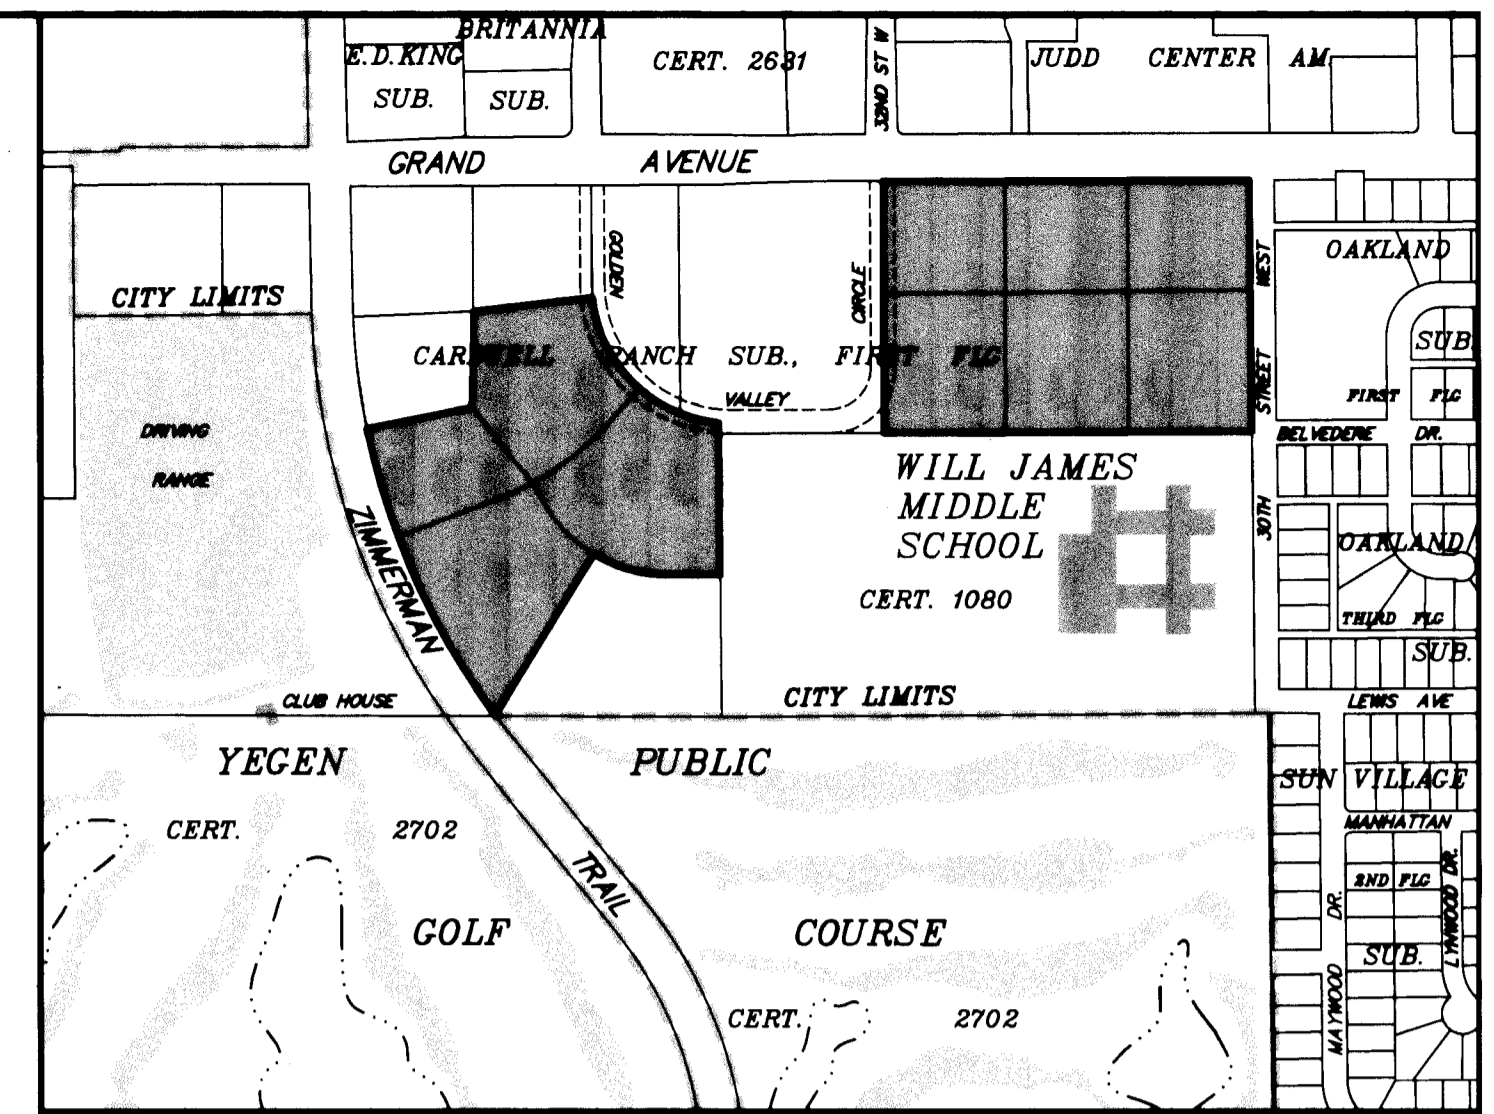 BRITANNIA
E.D.KING
SUB.
SUB.
CERT. 2631
32ND ST W
JUDD CENTER AM.
GRAND AVENUE
GOLDEN
CIRCLE
VALLEY
CITY LIMITS
CARDWELL RANCH SUB., FIRST FLG
30TH STREET WEST
OAKLAND
SUB.
FIRST FLG
BELVEDERE DR.
DRIVING
RANGE
WILL JAMES
MIDDLE
SCHOOL
CERT. 1080
OAKLAND
THIRD FLG
SUB.
ZIMMERMAN
TRAIL
CLUB HOUSE
CITY LIMITS
LEWIS AVE
YEGEN PUBLIC
GOLF COURSE
CERT. 2702
CERT. 2702
SUN VILLAGE
MANHATTAN
2ND FLG
SUB.
LYNWOOD DR.
MAYWOOD DR.